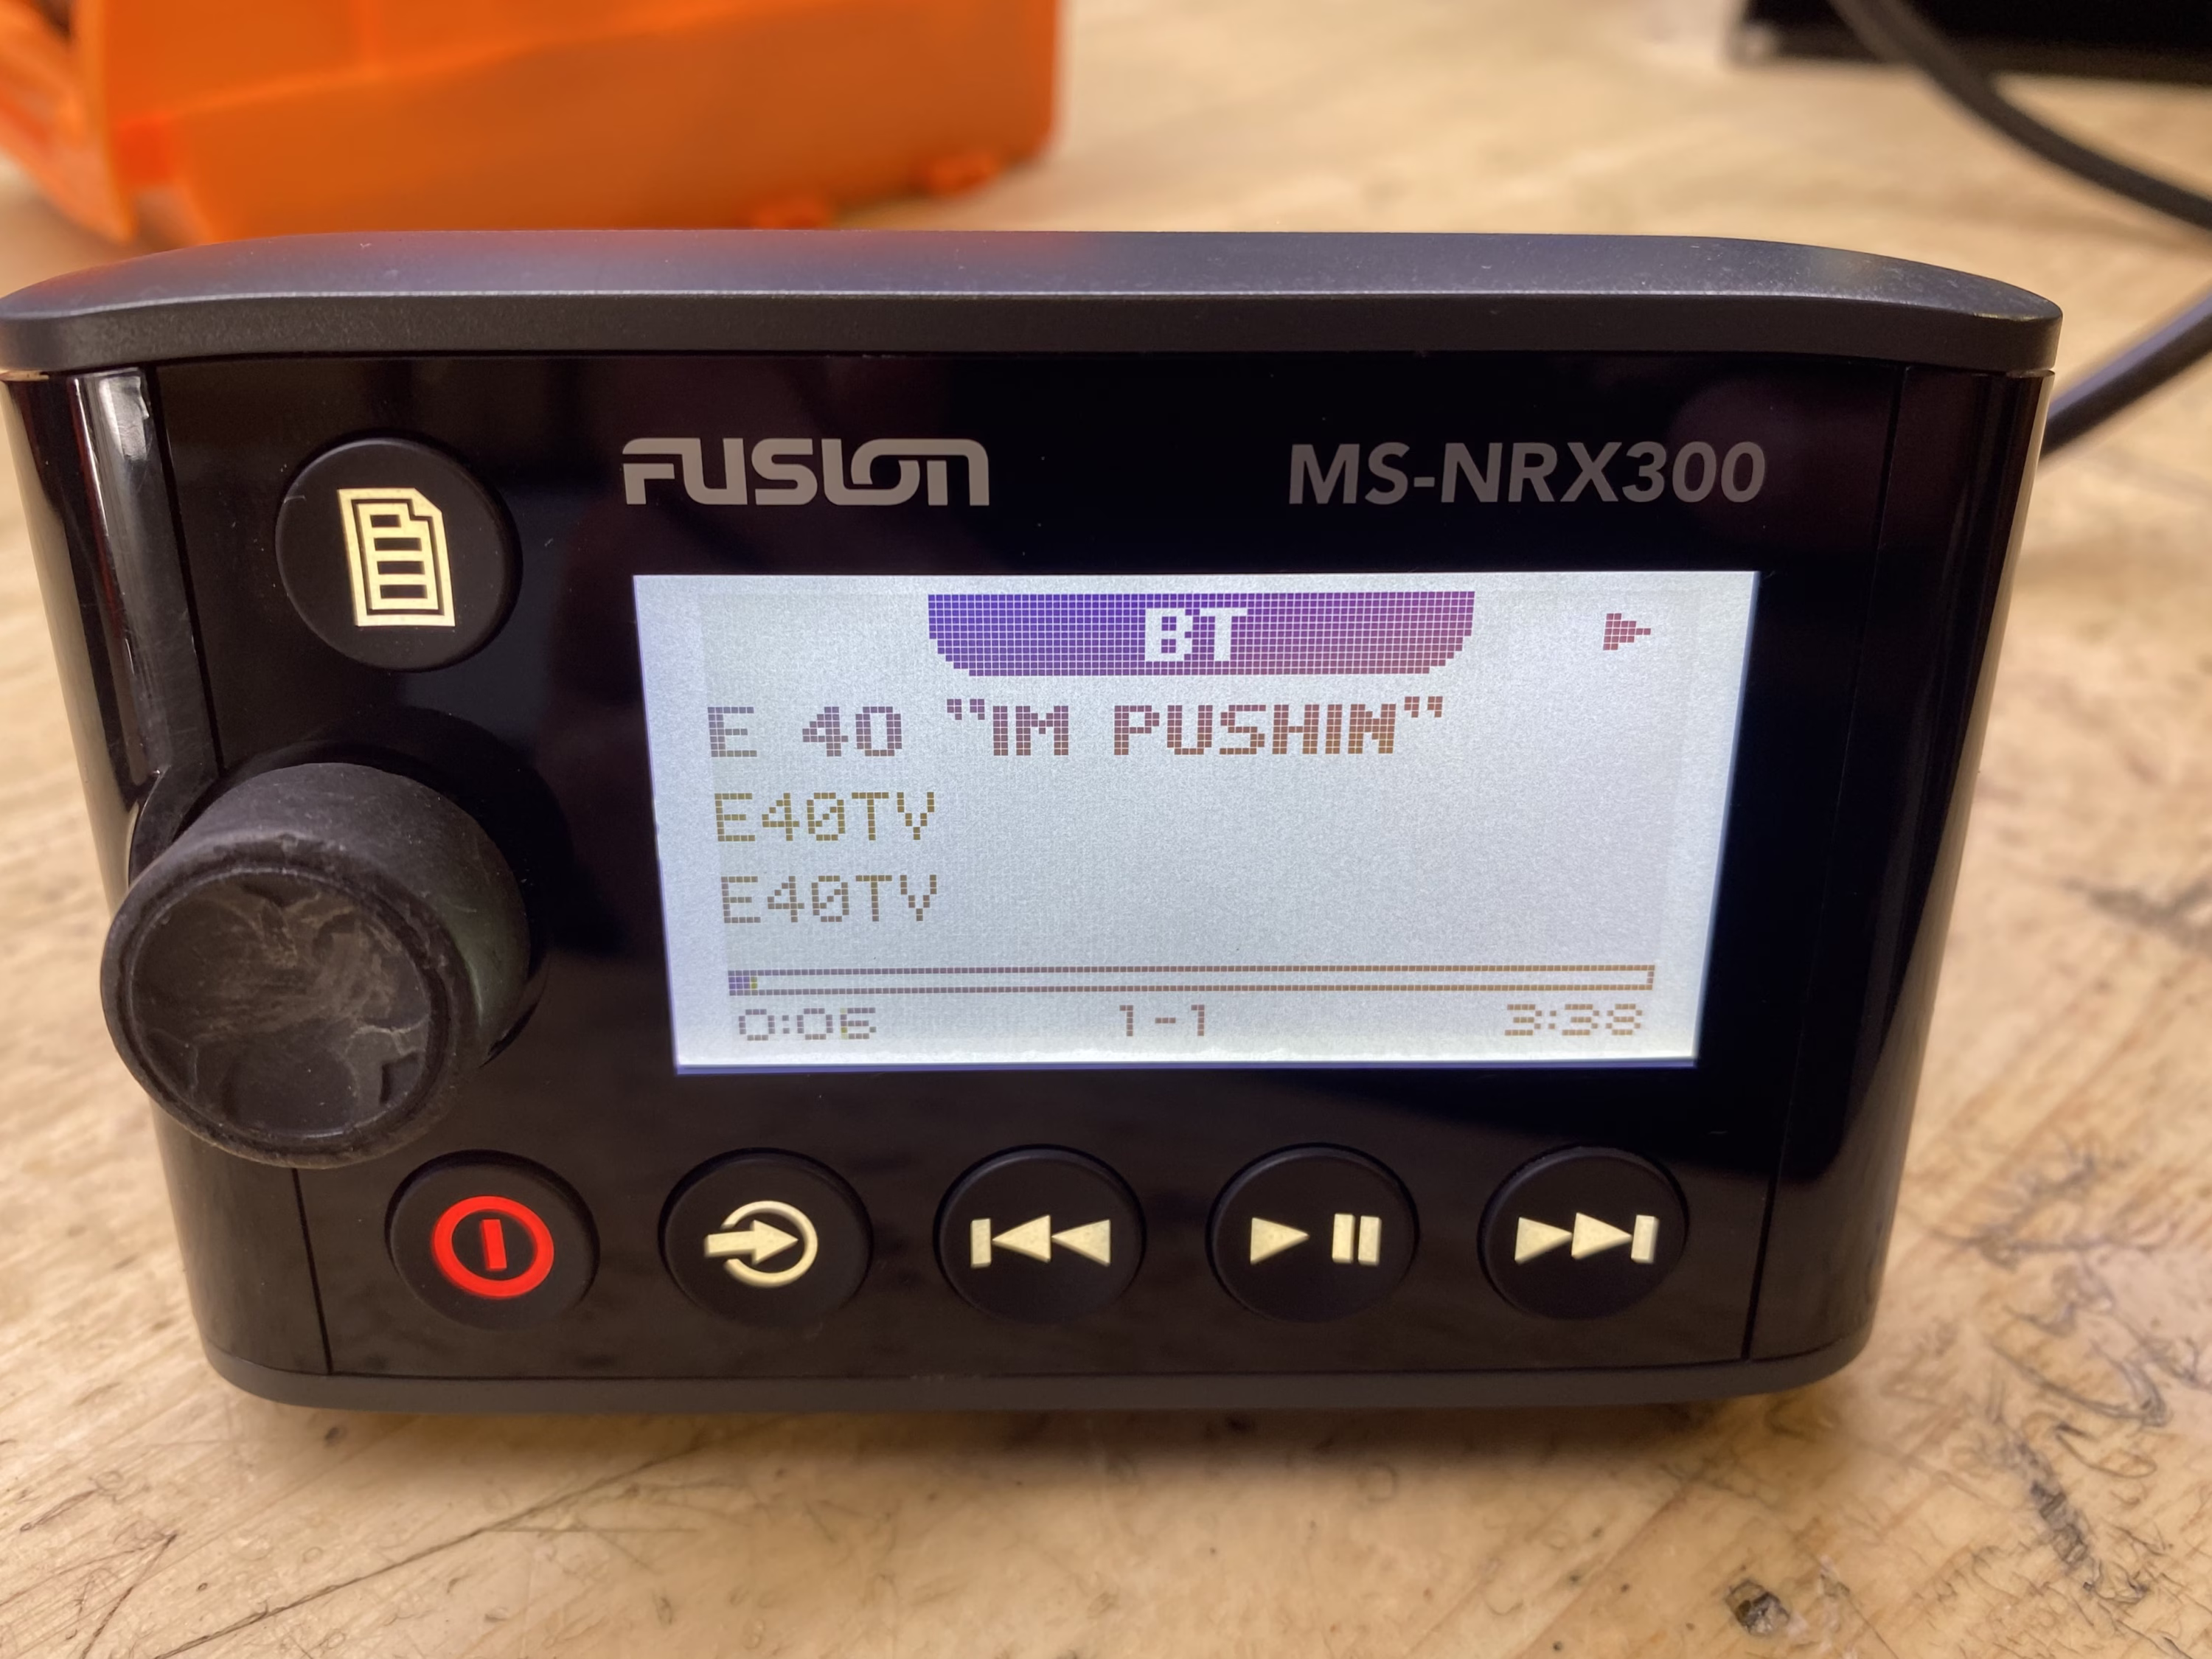 FUSION
MS-NRX300
BT
E 40 "IM PUSHIN"
E40TV
E40TV
0:06 1-1 3:38